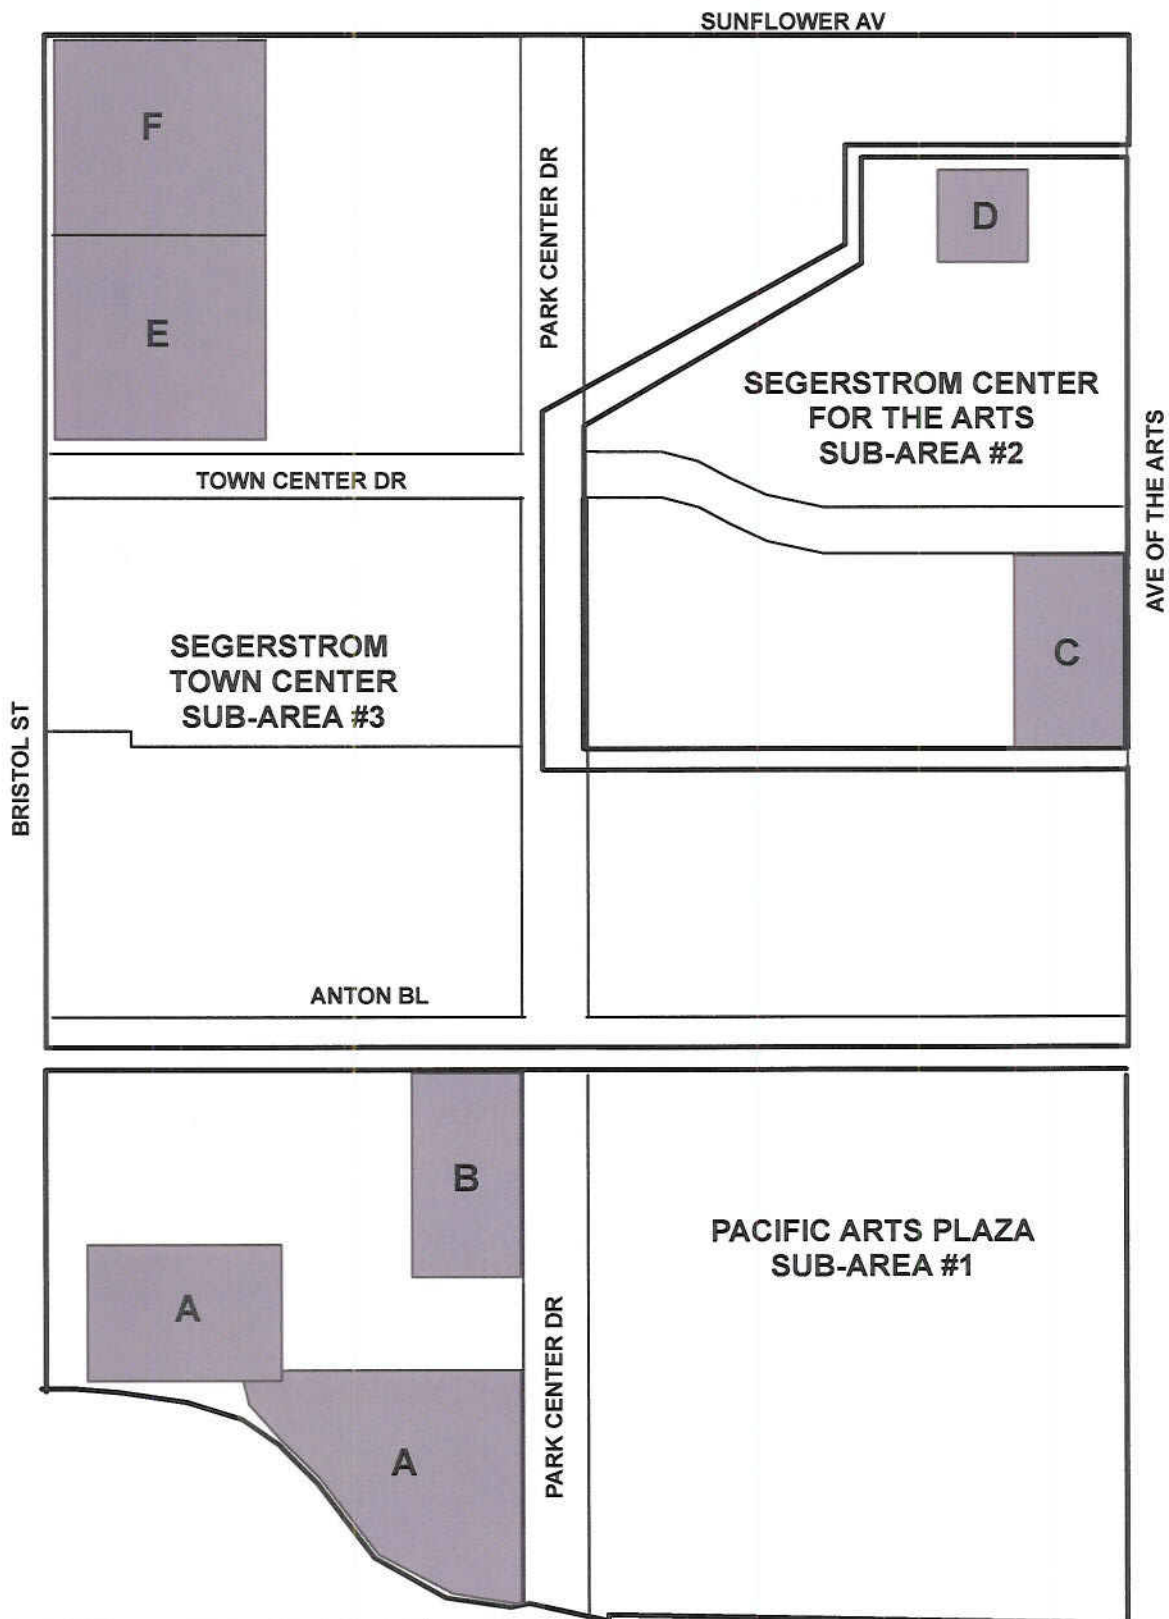 SUNFLOWER AV
F
PARK CENTER DR
D
E
SEGERSTROM CENTER
FOR THE ARTS
SUB-AREA #2
AVE OF THE ARTS
TOWN CENTER DR
C
SEGERSTROM
TOWN CENTER
SUB-AREA #3
BRISTOL ST
ANTON BL
B
PACIFIC ARTS PLAZA
SUB-AREA #1
A
PARK CENTER DR
A